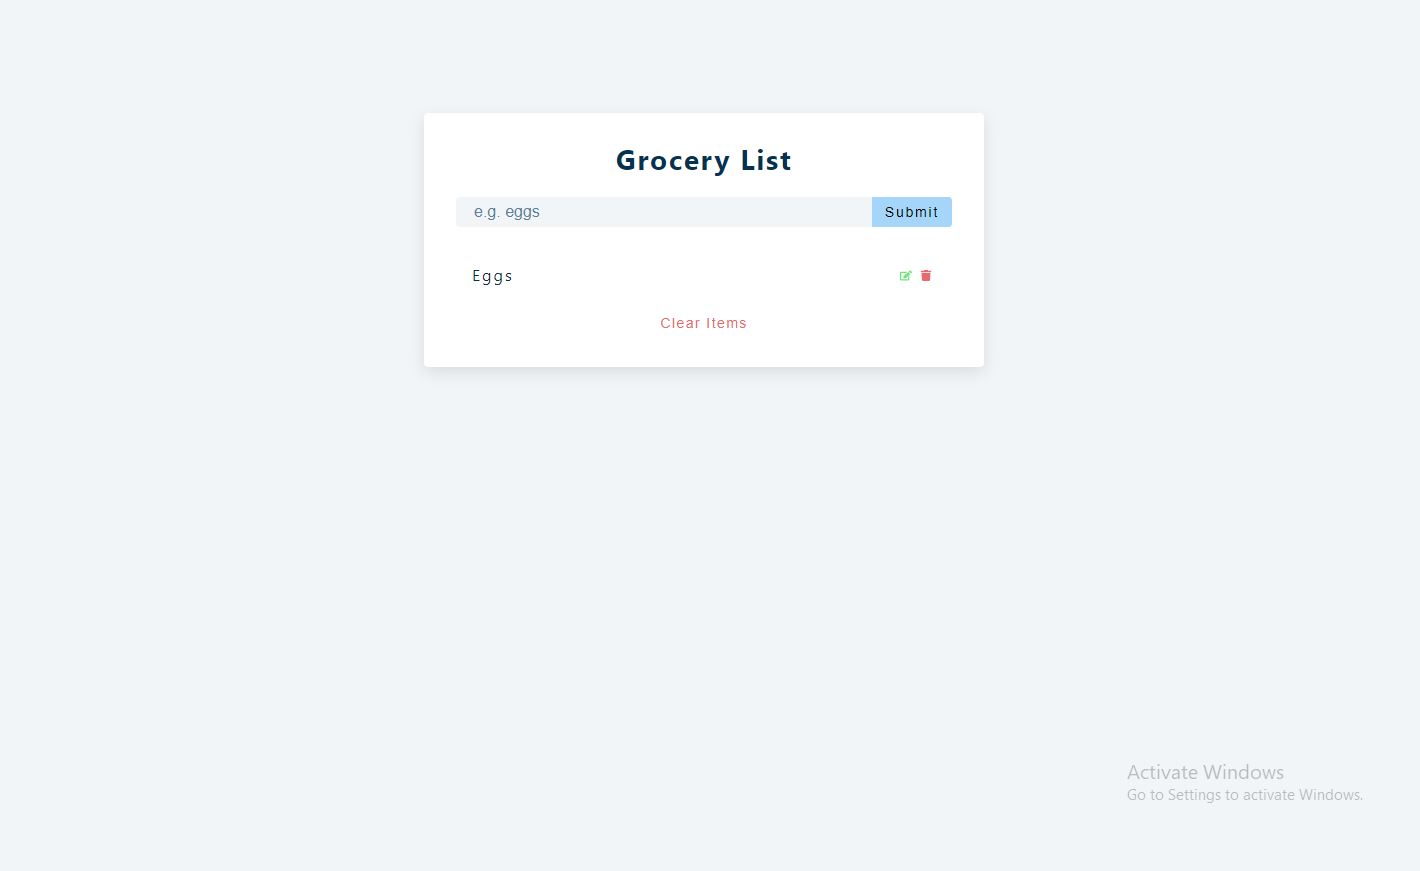 Grocery List
e.g. eggs
Submit
Eggs
Clear Items
Activate Windows
Go to Settings to activate Windows.